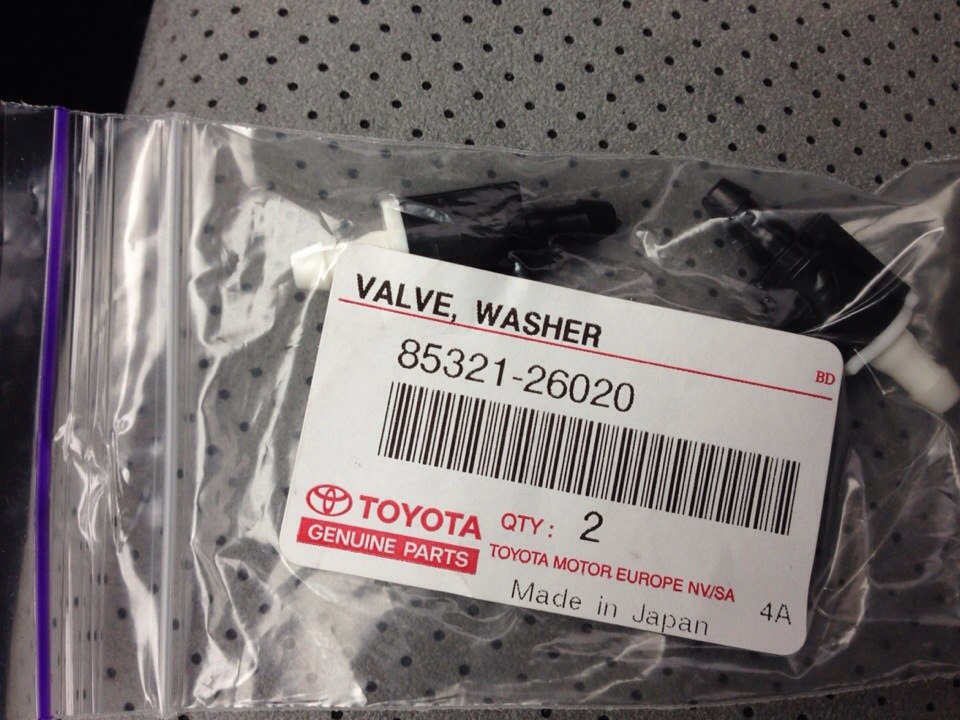 VALVE, WASHER
BD
85321-26020
TOYOTA
GENUINE PARTS
QTY: 2
TOYOTA MOTOR EUROPE NV/SA
Made in Japan
4A